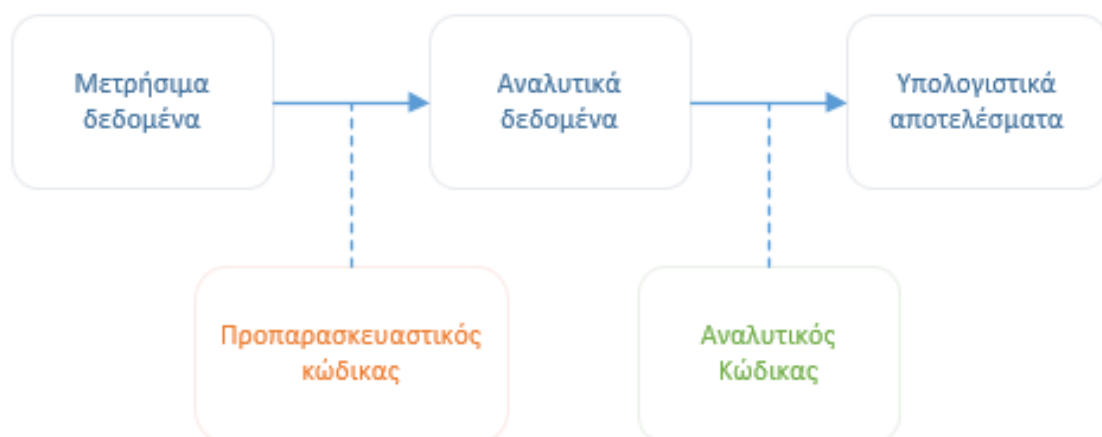 Μετρήσιμα
δεδομένα
Αναλυτικά
δεδομένα
Υπολογιστικά
αποτελέσματα
Προπαρασκευαστικός
κώδικας
Αναλυτικός
Κώδικας